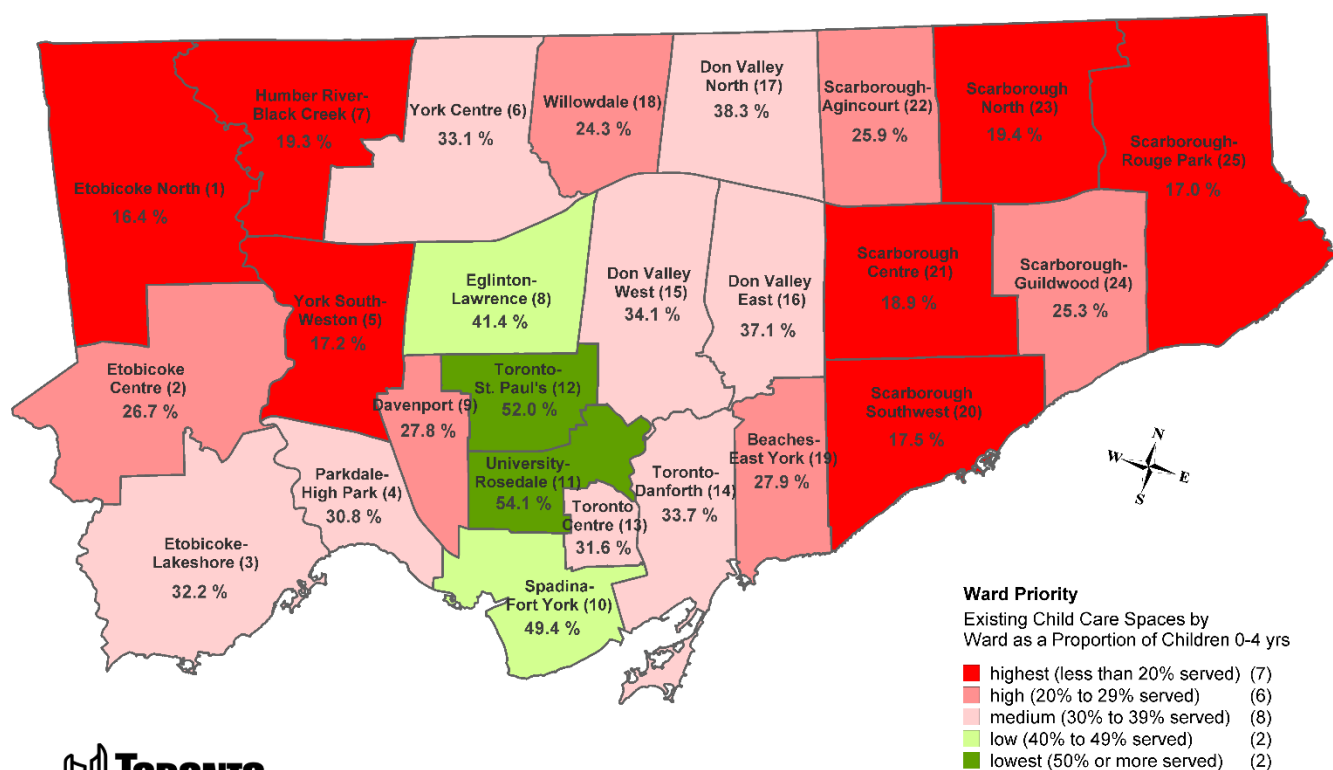 Humber River-
Black Creek (7)
19.3 %
York Centre (6)
33.1 %
Willowdale (18)
24.3 %
Don Valley
North (17)
38.3 %
Scarborough-
Agincourt (22)
25.9 %
Scarborough
North (23)
19.4 %
Scarborough-
Rouge Park (25)
17.0 %
Etobicoke North (1)
16.4 %
York South-
Weston (5)
17.2 %
Eglinton-
Lawrence (8)
41.4 %
Don Valley
West (15)
34.1 %
Don Valley
East (16)
37.1 %
Scarborough
Centre (21)
18.9 %
Scarborough-
Guildwood (24)
25.3 %
Etobicoke
Centre (2)
26.7 %
Davenport (9)
27.8 %
Toronto-
St. Paul's (12)
52.0 %
University-
Rosedale (11)
54.1 %
Beaches-
East York (19)
27.9 %
Scarborough
Southwest (20)
17.5 %
Parkdale-
High Park (4)
30.8 %
Toronto
Centre (13)
31.6 %
Toronto-
Danforth (14)
33.7 %
Etobicoke-
Lakeshore (3)
32.2 %
Spadina-
Fort York (10)
49.4 %
N
W
E
S
Ward Priority
Existing Child Care Spaces by
Ward as a Proportion of Children 0-4 yrs
highest (less than 20% served) (7)
high (20% to 29% served) (6)
medium (30% to 39% served) (8)
low (40% to 49% served) (2)
lowest (50% or more served) (2)
TORONTO